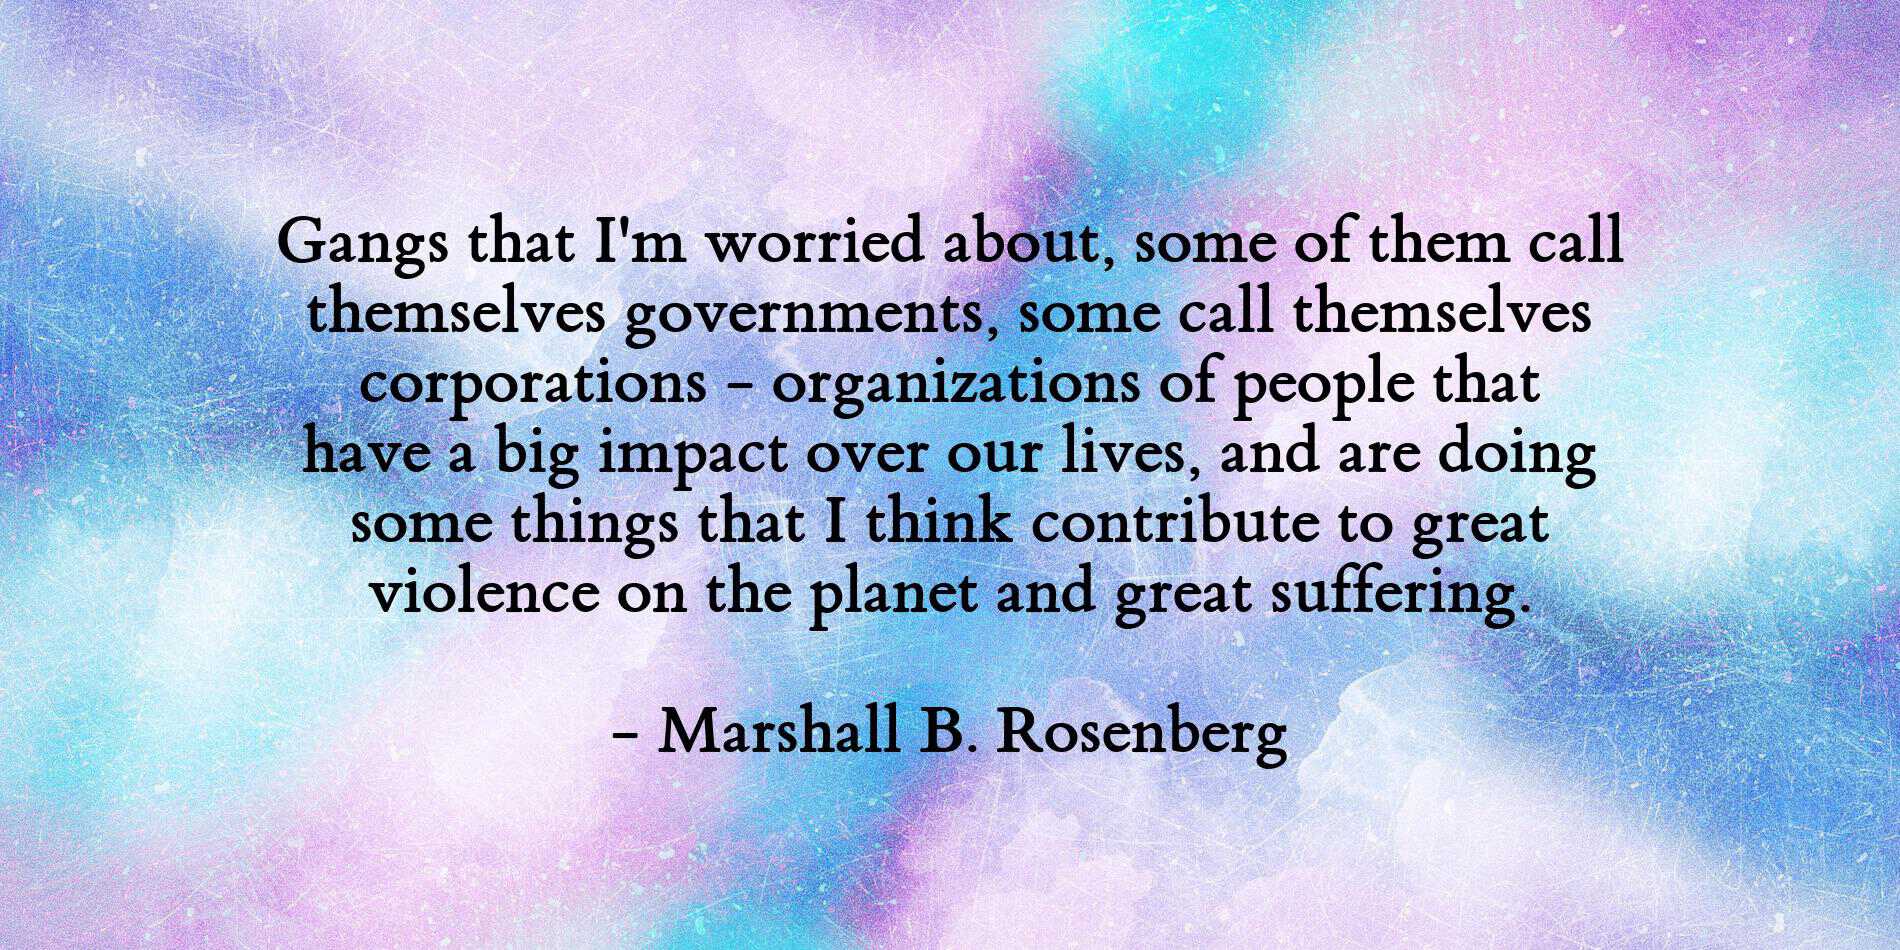 Gangs that I'm worried about, some of them call
themselves governments, some call themselves
corporations – organizations of people that
have a big impact over our lives, and are doing
some things that I think contribute to great
violence on the planet and great suffering.
– Marshall B. Rosenberg